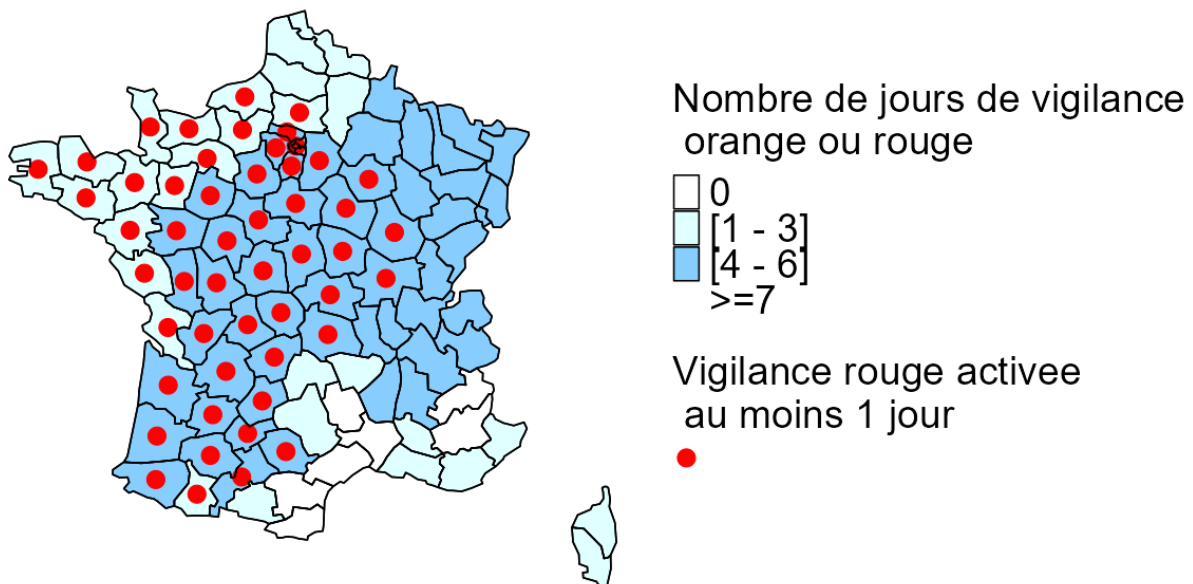 Nombre de jours de vigilance
orange ou rouge
0
[1 - 3]
[4 - 6]
>=7
Vigilance rouge activee
au moins 1 jour